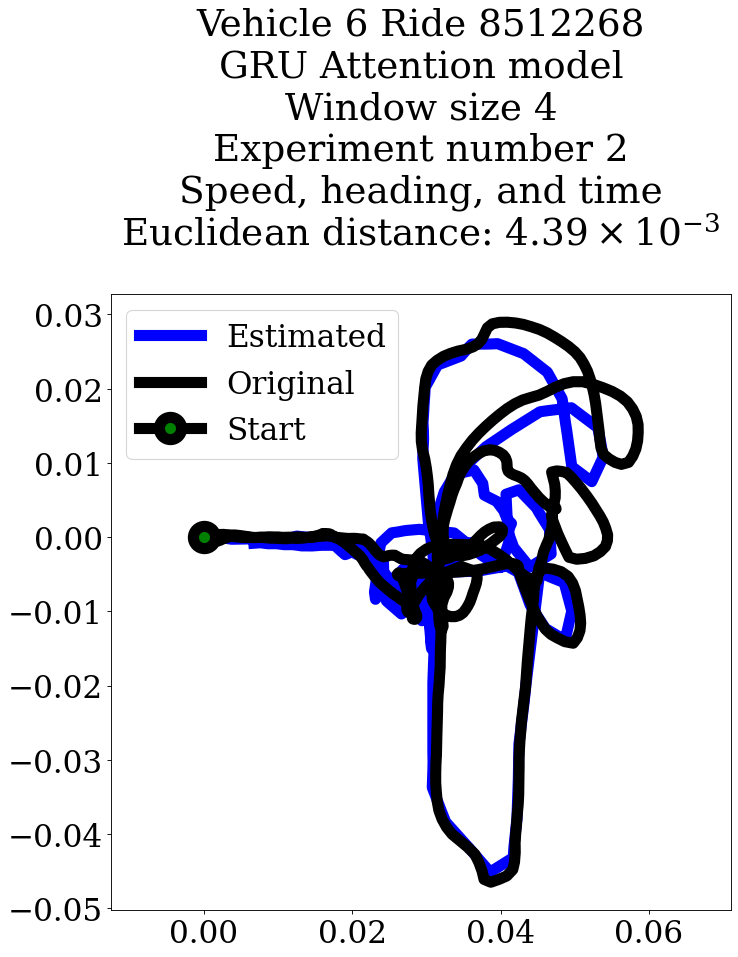 Vehicle 6 Ride 8512268
GRU Attention model
Window size 4
Experiment number 2
Speed, heading, and time
Euclidean distance: 4.39 × 10⁻³
Estimated
Original
Start
0.03
0.02
0.01
0.00
−0.01
−0.02
−0.03
−0.04
−0.05
0.00 0.02 0.04 0.06